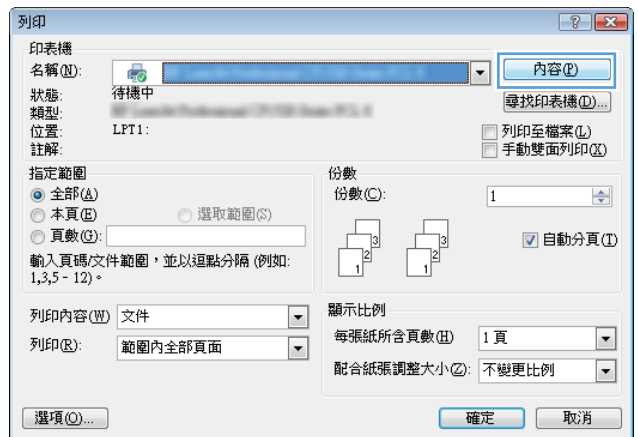 列印
印表機
名稱(N):
內容(P)
狀態: 待機中
類型:
尋找印表機(D)...
位置: LPT1:
列印至檔案(L)
註解:
手動雙面列印(X)
指定範圍
全部(A)
本頁(E) 選取範圍(S)
頁數(G):
輸入頁碼/文件範圍，並以逗點分隔 (例如:
1,3,5 - 12)。
份數
份數(C): 1
3 3
2 2
1 1
自動分頁(T)
列印內容(W) 文件
列印(R): 範圍內全部頁面
顯示比例
每張紙所含頁數(H) 1 頁
配合紙張調整大小(Z): 不變更比例
選項(O)... 確定 取消